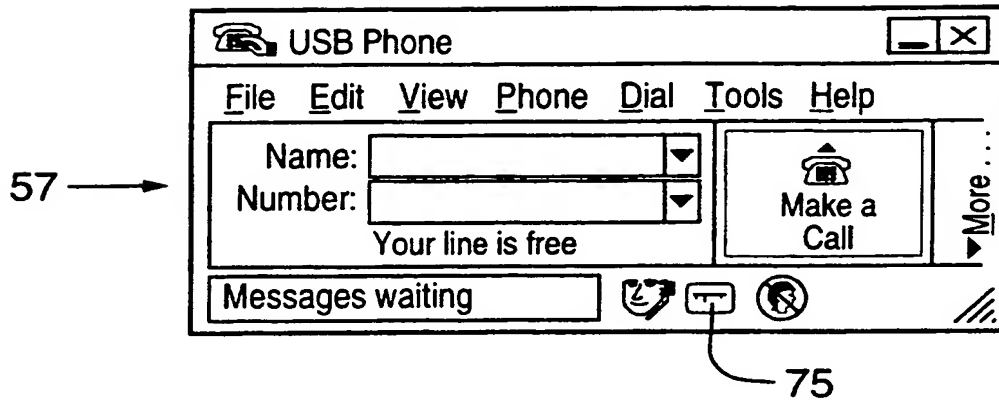 USB Phone
File Edit View Phone Dial Tools Help
Name:
Number:
Your line is free
Make a
Call
More . . . .
Messages waiting
57
75